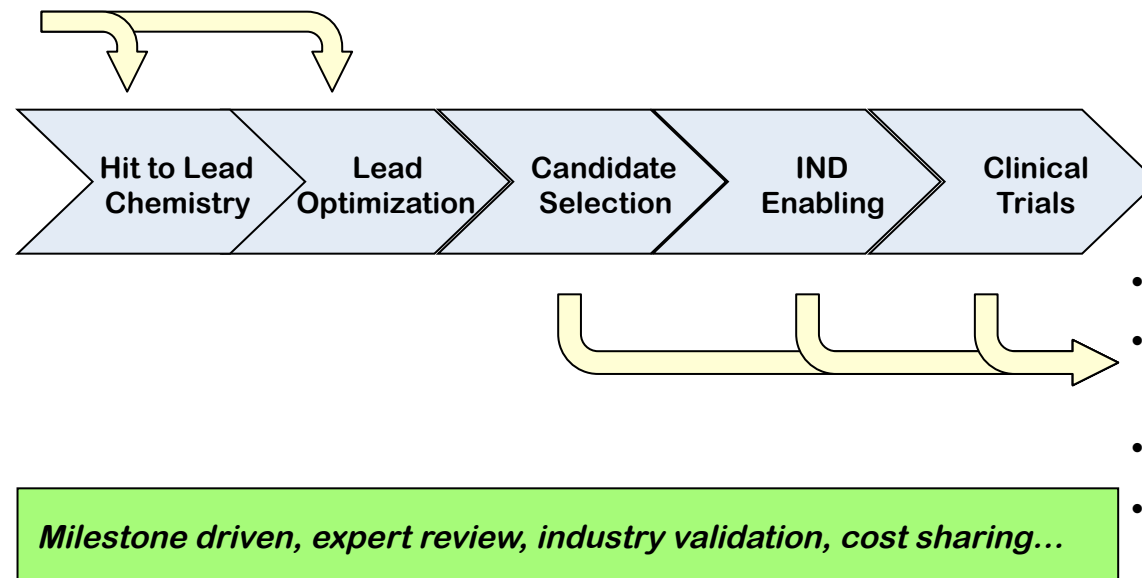 Hit to Lead
Chemistry
Lead
Optimization
Candidate
Selection
IND
Enabling
Clinical
Trials
•
•
•
•
Milestone driven, expert review, industry validation, cost sharing…